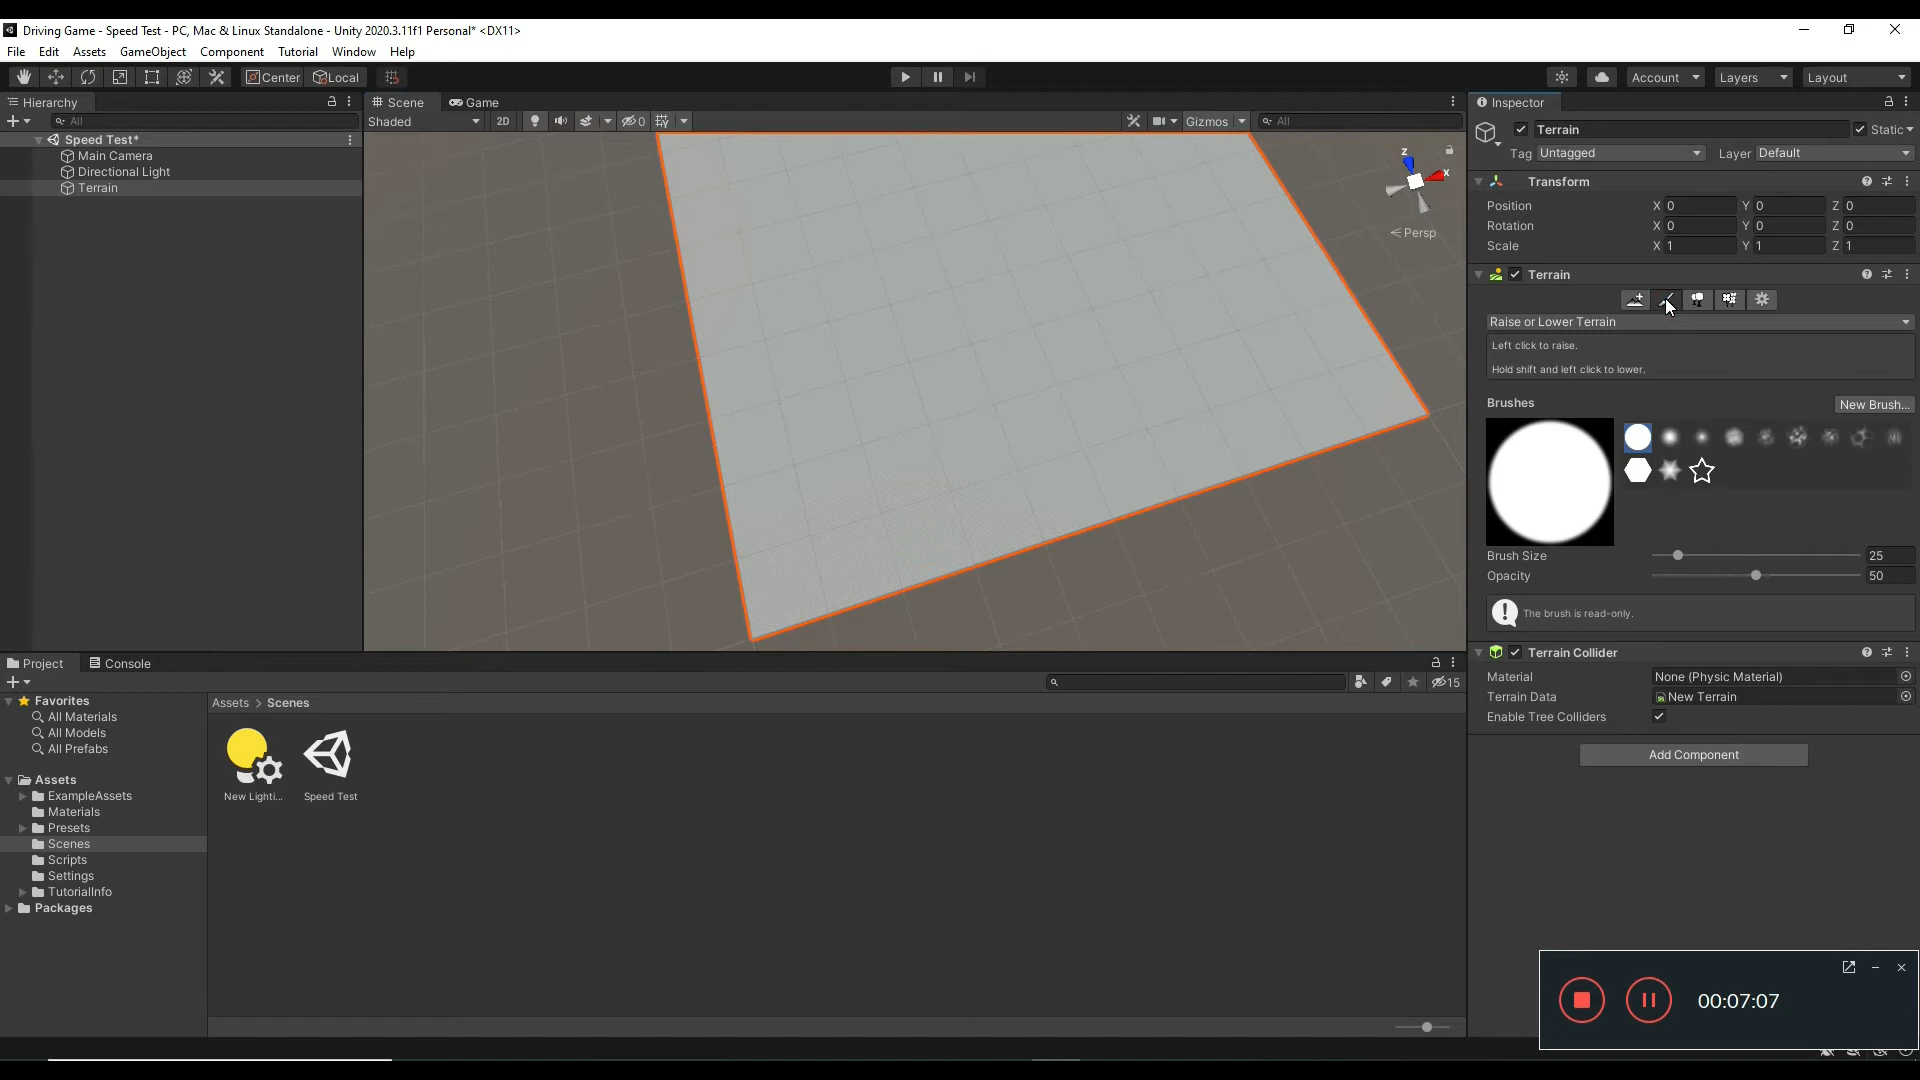 Driving Game - Speed Test - PC, Mac & Linux Standalone - Unity 2020.3.11f1 Personal* <DX11>
File Edit Assets GameObject Component Tutorial Window Help
Center Local Account Layers Layout
Hierarchy
All
Speed Test*
Main Camera
Directional Light
Terrain
Scene Game
Shaded 2D 0 Gizmos All
z
x
Persp
Inspector
Terrain Static
Tag Untagged Layer Default
Transform
Position X 0 Y 0 Z 0
Rotation X 0 Y 0 Z 0
Scale X 1 Y 1 Z 1
Terrain
Raise or Lower Terrain
Left click to raise.
Hold shift and left click to lower.
Brushes New Brush...
Brush Size 25
Opacity 50
The brush is read-only.
Terrain Collider
Material None (Physic Material)
Terrain Data New Terrain
Enable Tree Colliders
Add Component
Project Console
15
Favorites
All Materials
All Models
All Prefabs
Assets
ExampleAssets
Materials
Presets
Scenes
Scripts
Settings
TutorialInfo
Packages
Assets > Scenes
New Lighti... Speed Test
00:07:07